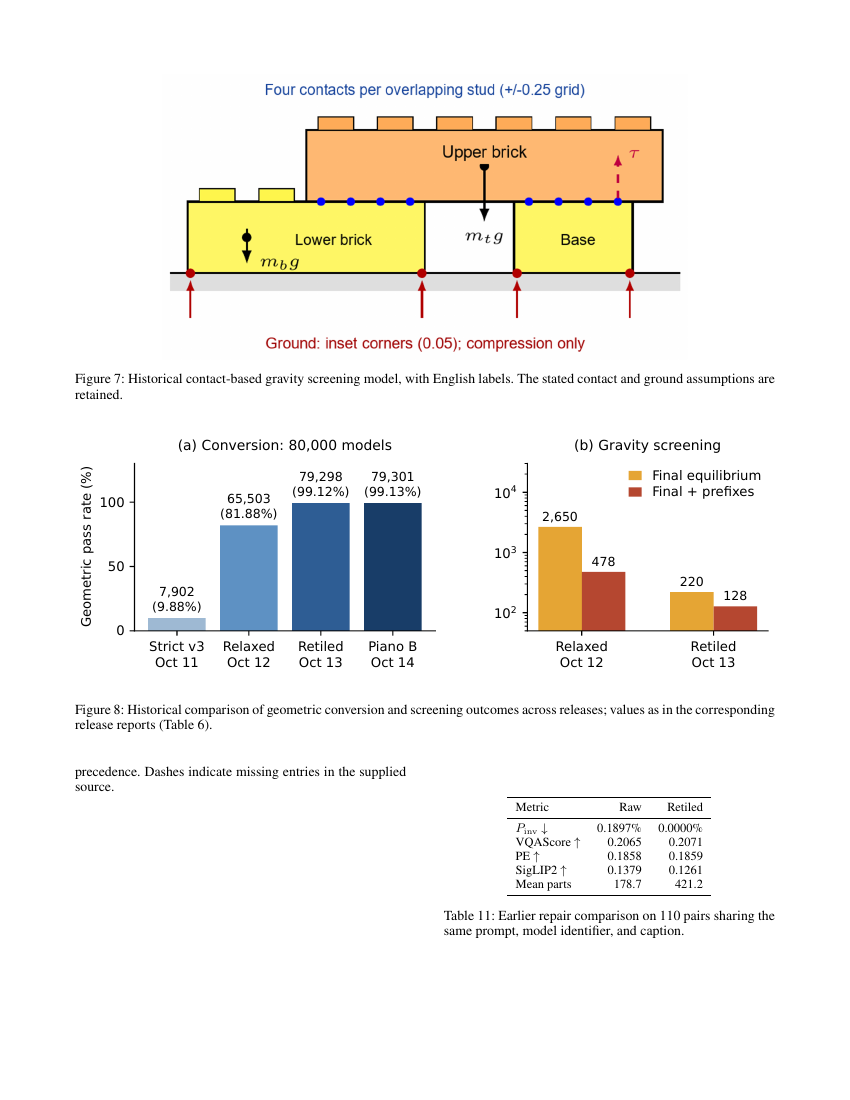 Four contacts per overlapping stud (+/-0.25 grid)
Upper brick
τ
m_t g
Lower brick
Base
m_b g
Ground: inset corners (0.05); compression only
Figure 7: Historical contact-based gravity screening model, with English labels. The stated contact and ground assumptions are
retained.
(a) Conversion: 80,000 models
Geometric pass rate (%)
100
50
0
7,902
(9.88%)
65,503
(81.88%)
79,298
(99.12%)
79,301
(99.13%)
Strict v3
Oct 11
Relaxed
Oct 12
Retiled
Oct 13
Piano B
Oct 14
(b) Gravity screening
Final equilibrium
Final + prefixes
10⁴
10³
10²
2,650
478
220
128
Relaxed
Oct 12
Retiled
Oct 13
Figure 8: Historical comparison of geometric conversion and screening outcomes across releases; values as in the corresponding
release reports (Table 6).
precedence. Dashes indicate missing entries in the supplied
source.
Metric Raw Retiled
P_inv ↓ 0.1897% 0.0000%
VQAScore ↑ 0.2065 0.2071
PE ↑ 0.1858 0.1859
SigLIP2 ↑ 0.1379 0.1261
Mean parts 178.7 421.2
Table 11: Earlier repair comparison on 110 pairs sharing the
same prompt, model identifier, and caption.